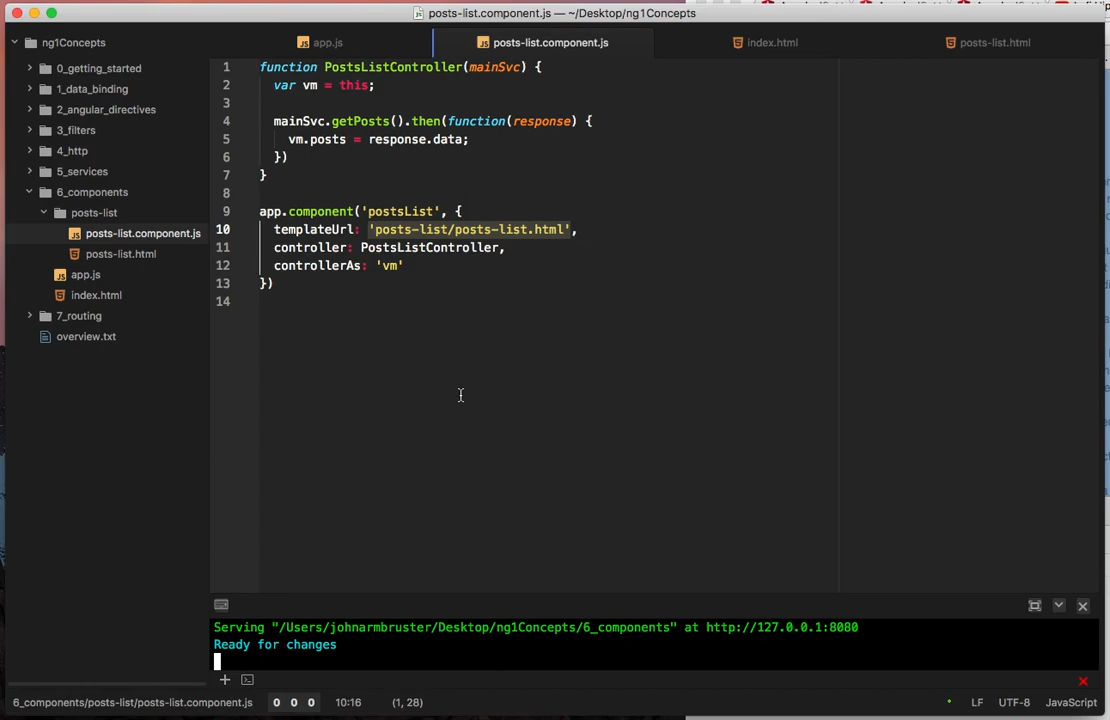 posts-list.component.js — ~/Desktop/ng1Concepts
ng1Concepts
0_getting_started
1_data_binding
2_angular_directives
3_filters
4_http
5_services
6_components
posts-list
posts-list.component.js
posts-list.html
app.js
index.html
7_routing
overview.txt
app.js
posts-list.component.js
index.html
posts-list.html
1 function PostsListController(mainSvc) {
2 var vm = this;
3
4 mainSvc.getPosts().then(function(response) {
5 vm.posts = response.data;
6 })
7 }
8
9 app.component('postsList', {
10 templateUrl: 'posts-list/posts-list.html',
11 controller: PostsListController,
12 controllerAs: 'vm'
13 })
14
Serving "/Users/johnarmbruster/Desktop/ng1Concepts/6_components" at http://127.0.0.1:8080
Ready for changes
6_components/posts-list/posts-list.component.js 0 0 0 10:16 (1, 28) LF UTF-8 JavaScript